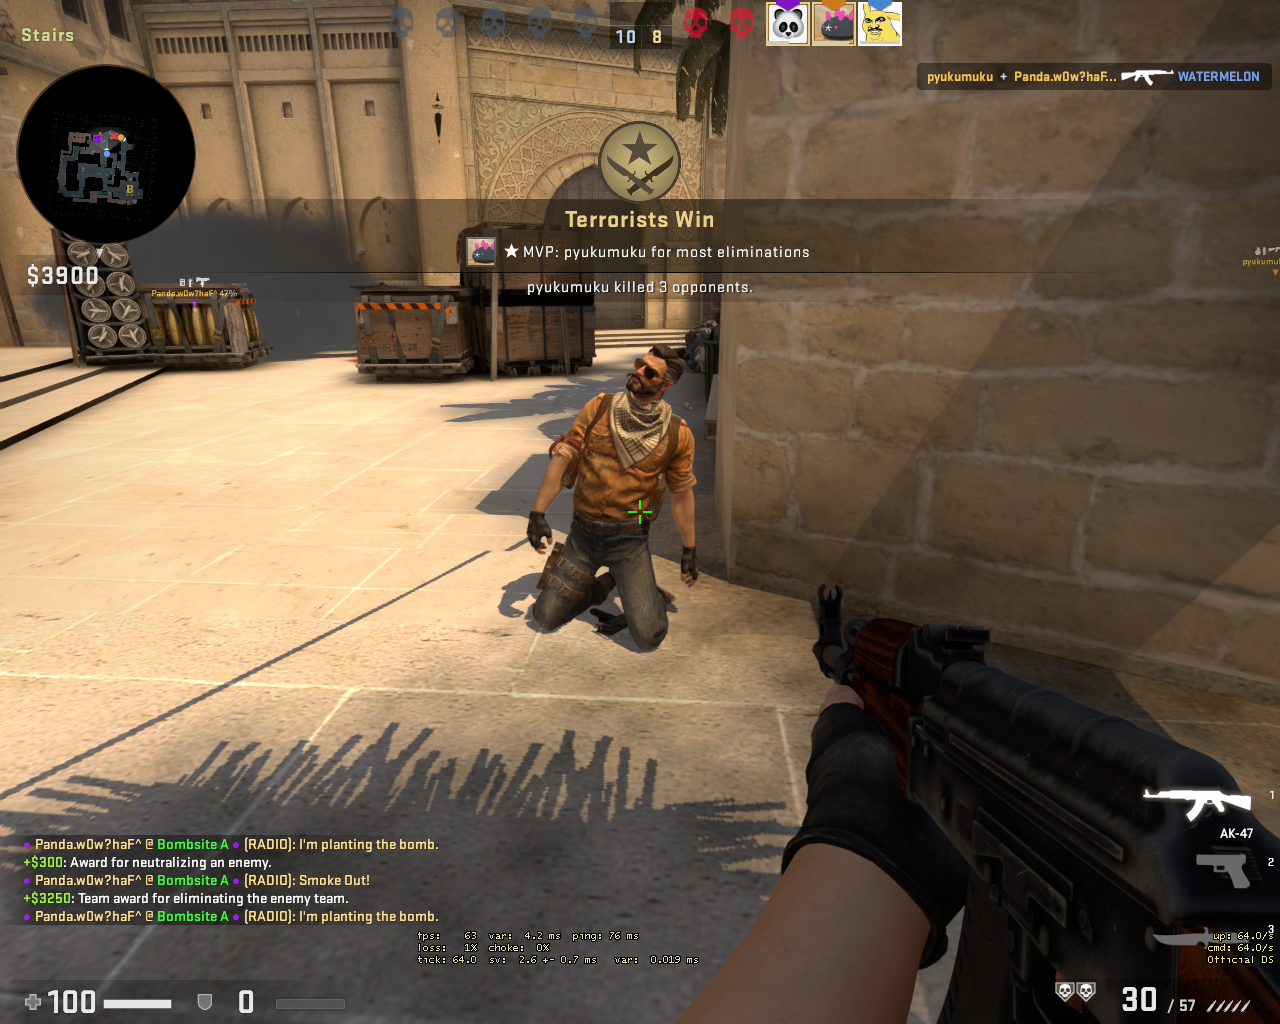 Stairs
10 8
pyukumuku + Panda.w0w?haF... WATERMELON
Terrorists Win
★ MVP: pyukumuku for most eliminations
pyukumuku killed 3 opponents.
$3900
Panda.w0w?haF^ 47%
pyukumu
B
● Panda.w0w?haF^ @ Bombsite A ● (RADIO): I'm planting the bomb.
+$300: Award for neutralizing an enemy.
● Panda.w0w?haF^ @ Bombsite A ● (RADIO): Smoke Out!
+$3250: Team award for eliminating the enemy team.
● Panda.w0w?haF^ @ Bombsite A ● (RADIO): I'm planting the bomb.
1
AK-47
2
3
fps: 63 var: 4.2 ms ping: 76 ms
loss: 1% choke: 0%
tick: 64.0 sv: 2.6 +- 0.7 ms var: 0.019 ms
up: 64.0/s
cmd: 64.0/s
Official DS
100 0
30 / 57